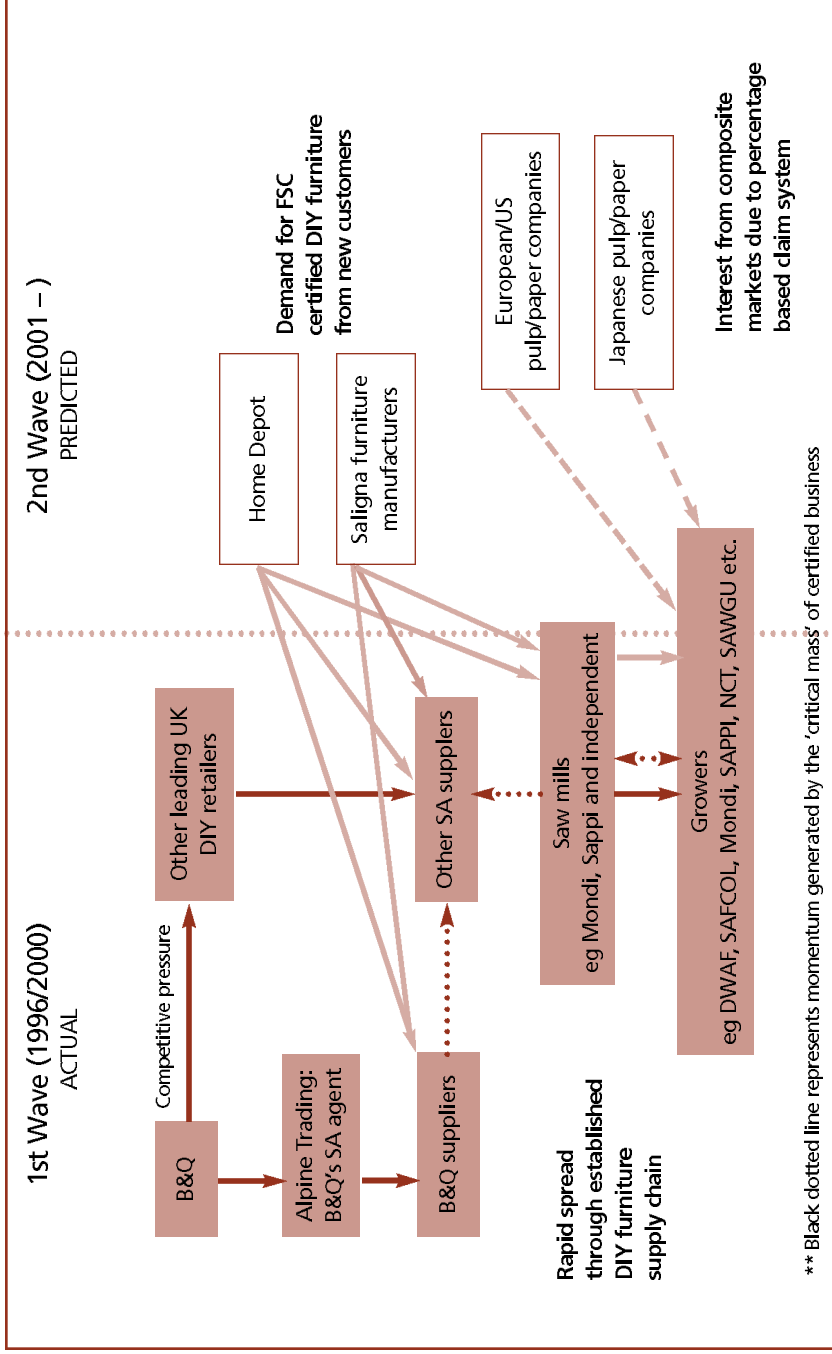 1st Wave (1996/2000)
ACTUAL
2nd Wave (2001 – )
PREDICTED
B&Q
Competitive pressure
Other leading UK
DIY retailers
Alpine Trading:
B&Q's SA agent
B&Q suppliers
Other SA supplers
Home Depot
Saligna furniture
manufacturers
Demand for FSC
certified DIY furniture
from new customers
Rapid spread
through established
DIY furniture
supply chain
Saw mills
eg Mondi, Sappi and independent
Growers
eg DWAF, SAFCOL, Mondi, SAPPI, NCT, SAWGU etc.
European/US
pulp/paper companies
Japanese pulp/paper
companies
Interest from composite
markets due to percentage
based claim system
** Black dotted line represents momentum generated by the 'critical mass' of certified business